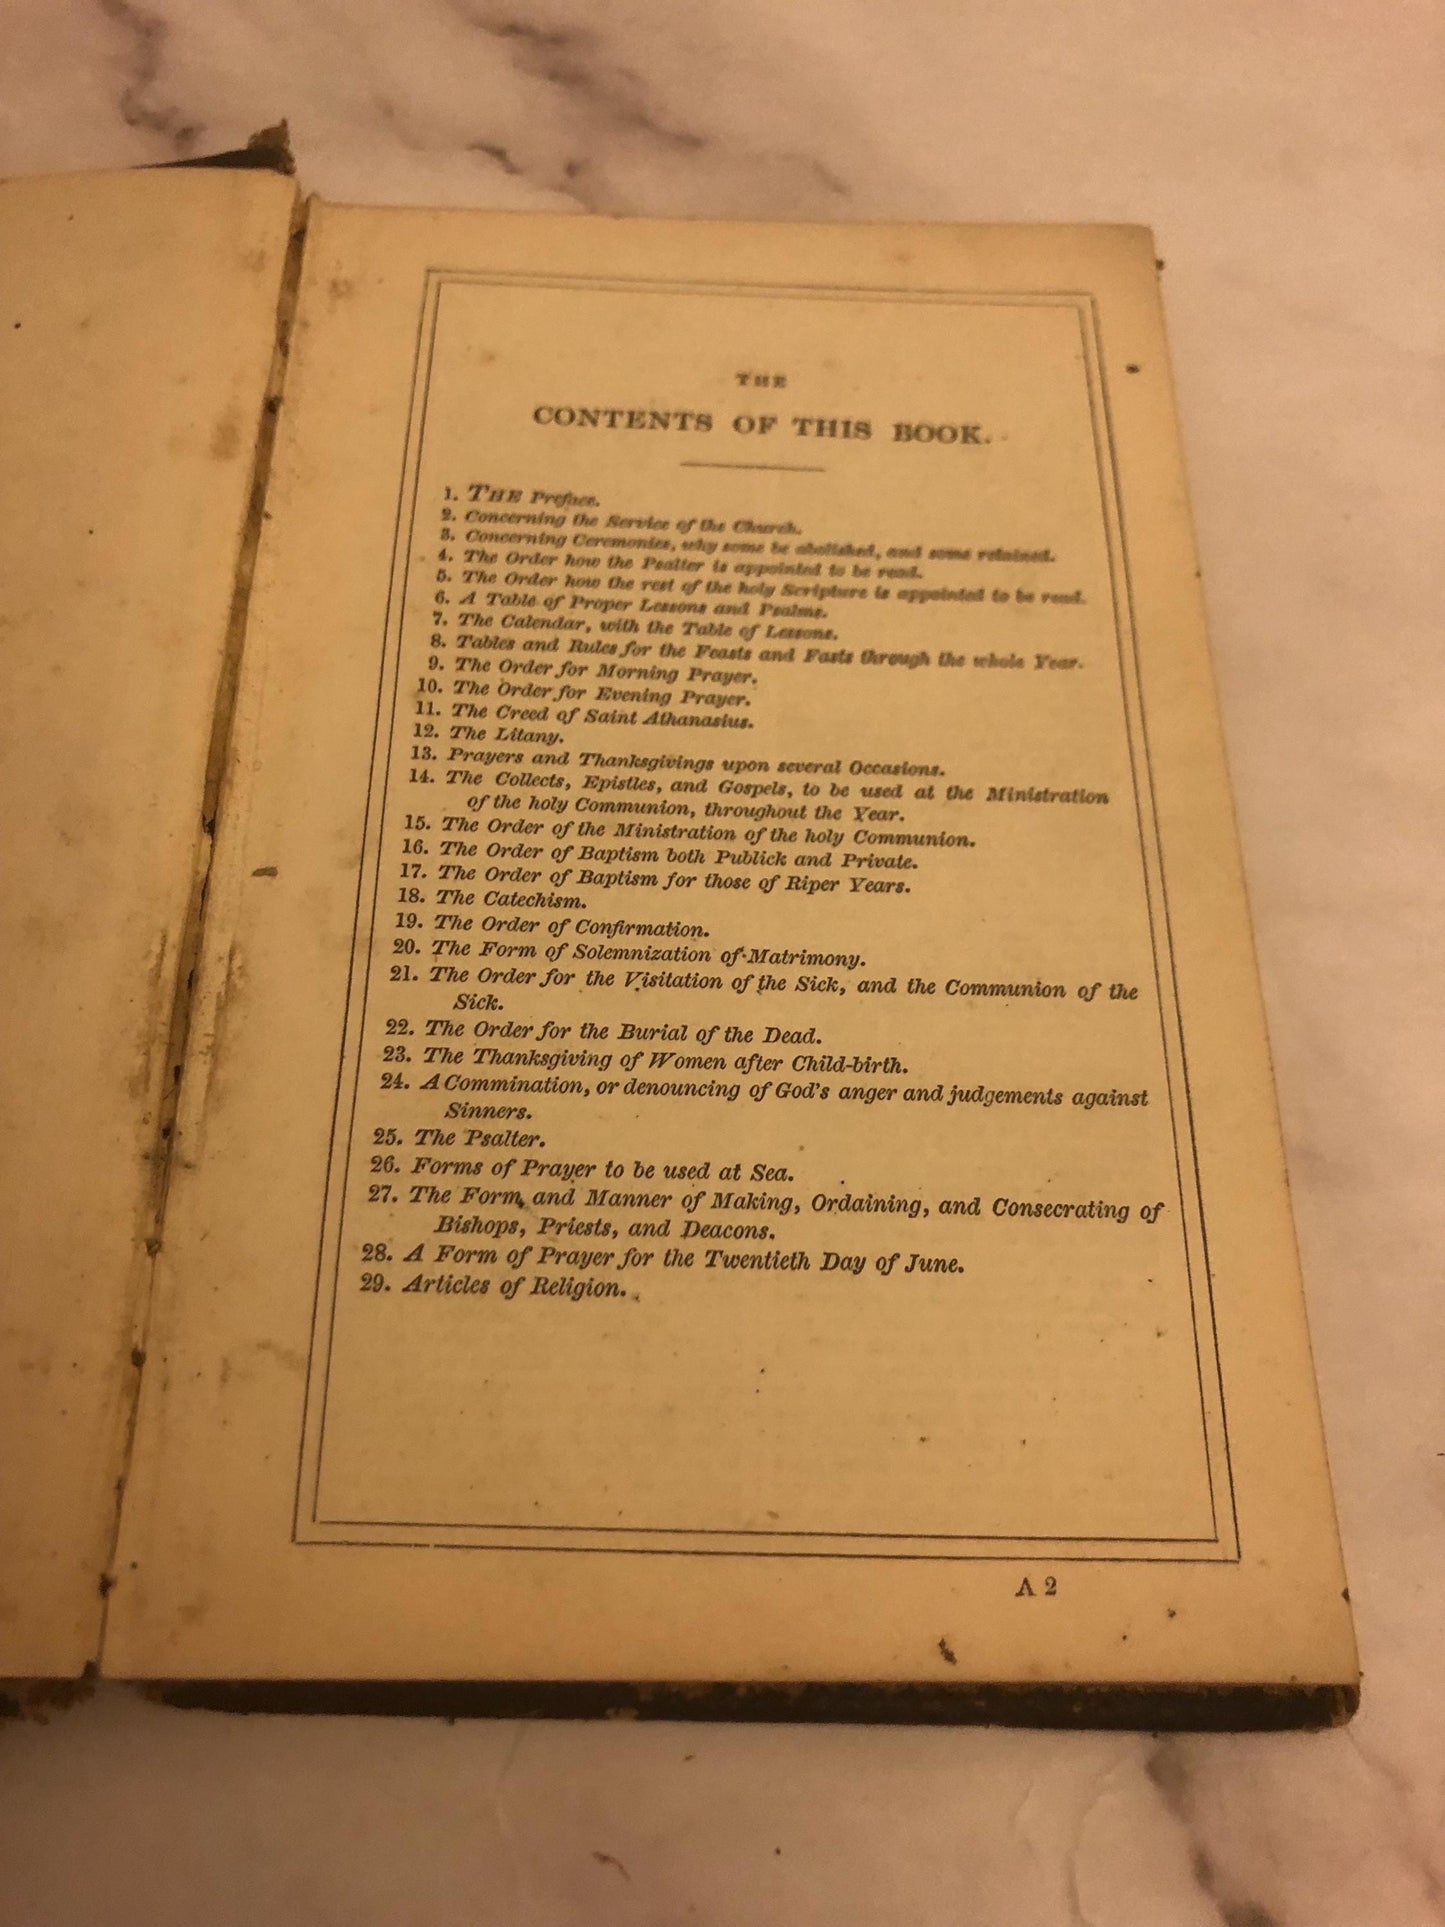 THE
CONTENTS OF THIS BOOK.
1. THE Preface.
2. Concerning the Service of the Church.
3. Concerning Ceremonies, why some be abolished, and some retained.
4. The Order how the Psalter is appointed to be read.
5. The Order how the rest of the holy Scripture is appointed to be read.
6. A Table of Proper Lessons and Psalms.
7. The Calendar, with the Table of Lessons.
8. Tables and Rules for the Feasts and Fasts through the whole Year.
9. The Order for Morning Prayer.
10. The Order for Evening Prayer.
11. The Creed of Saint Athanasius.
12. The Litany.
13. Prayers and Thanksgivings upon several Occasions.
14. The Collects, Epistles, and Gospels, to be used at the Ministration
of the holy Communion, throughout the Year.
15. The Order of the Ministration of the holy Communion.
16. The Order of Baptism both Publick and Private.
17. The Order of Baptism for those of Riper Years.
18. The Catechism.
19. The Order of Confirmation.
20. The Form of Solemnization of Matrimony.
21. The Order for the Visitation of the Sick, and the Communion of the
Sick.
22. The Order for the Burial of the Dead.
23. The Thanksgiving of Women after Child-birth.
24. A Commination, or denouncing of God's anger and judgements against
Sinners.
25. The Psalter.
26. Forms of Prayer to be used at Sea.
27. The Form and Manner of Making, Ordaining, and Consecrating of
Bishops, Priests, and Deacons.
28. A Form of Prayer for the Twentieth Day of June.
29. Articles of Religion.
A 2